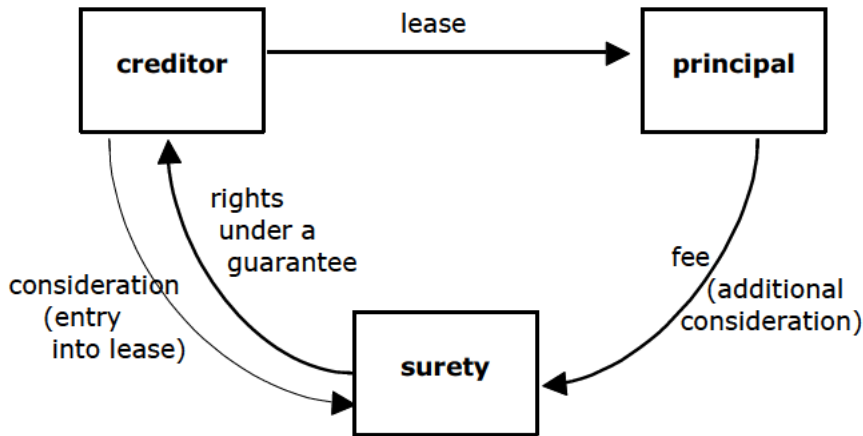 lease
creditor
principal
rights
under a
guarantee
consideration
(entry
into lease)
fee
(additional
consideration)
surety